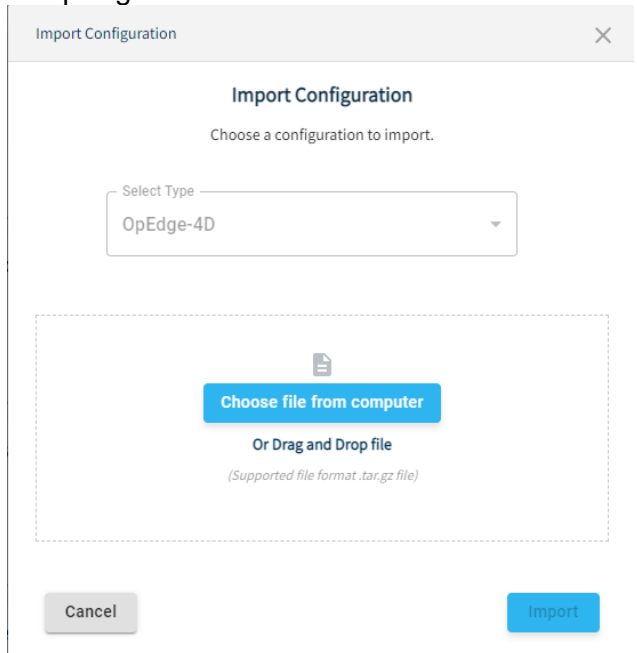 Import Configuration
Import Configuration
Choose a configuration to import.
Select Type
OpEdge-4D
Choose file from computer
Or Drag and Drop file
(Supported file format .tar.gz file)
Cancel
Import